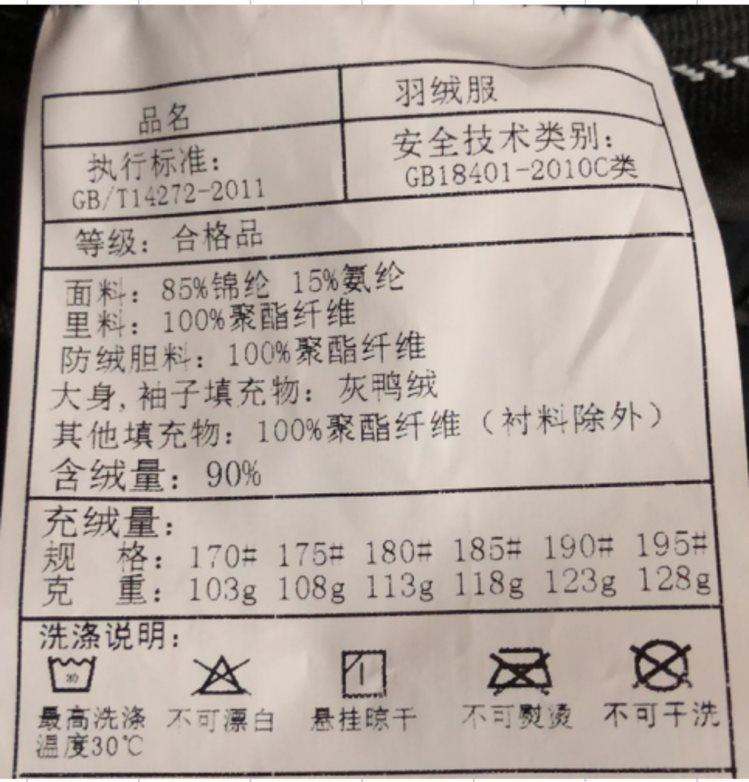 品名 羽绒服
执行标准： 安全技术类别：
GB/T14272-2011 GB18401-2010C类
等级：合格品
面料：85%锦纶 15%氨纶
里料：100%聚酯纤维
防绒胆料：100%聚酯纤维
大身,袖子填充物：灰鸭绒
其他填充物：100%聚酯纤维（衬料除外）
含绒量：90%
充绒量：
规 格：170# 175# 180# 185# 190# 195#
克 重：103g 108g 113g 118g 123g 128g
洗涤说明：
30
最高洗涤 不可漂白 悬挂晾干 不可熨烫 不可干洗
温度30℃